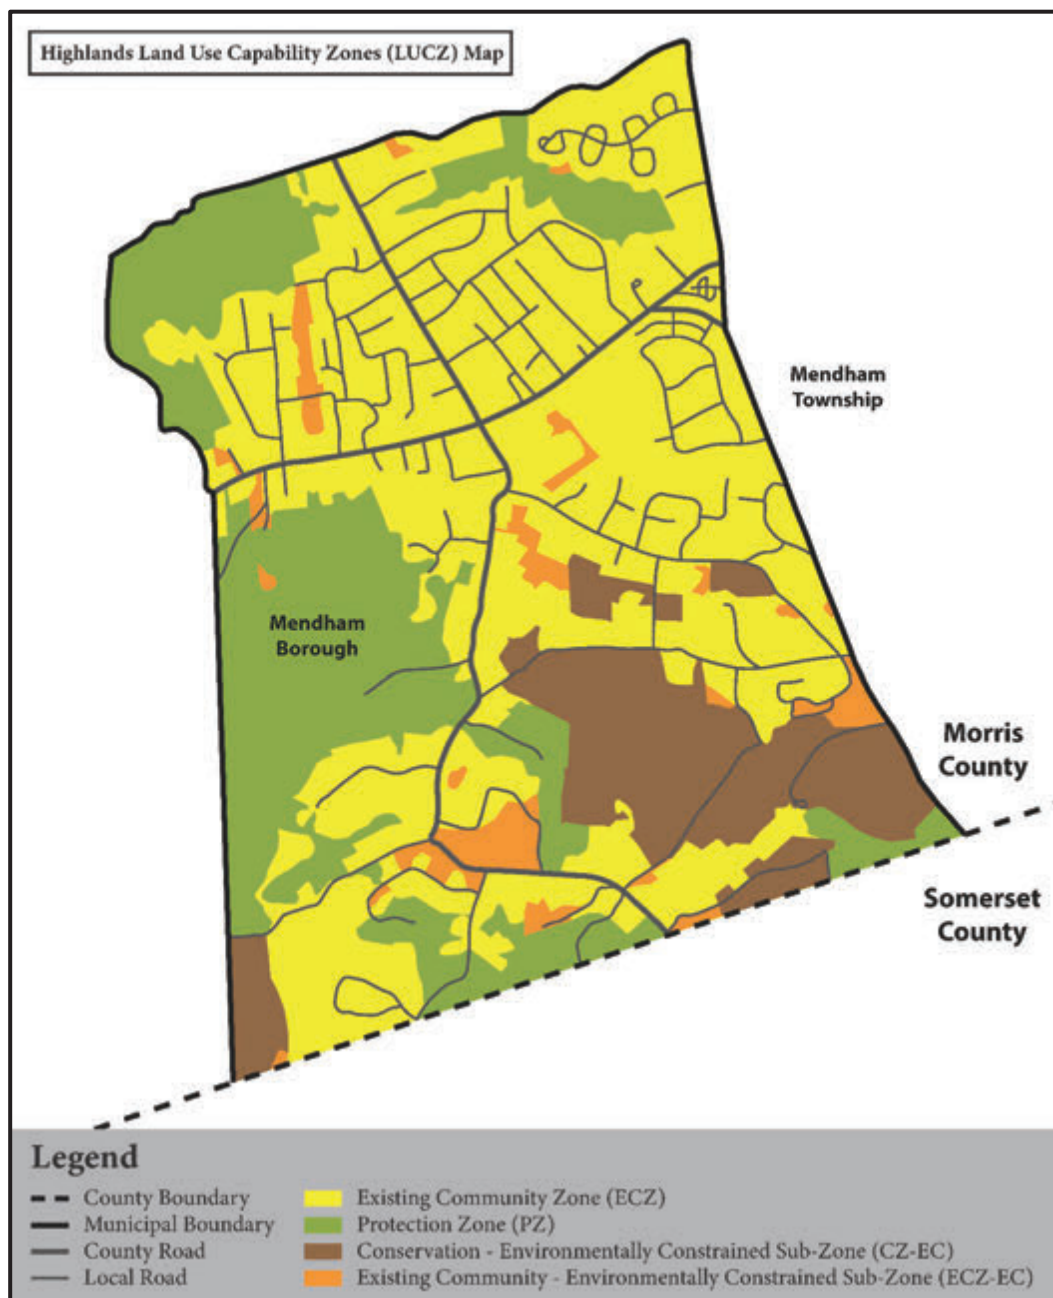 Highlands Land Use Capability Zones (LUCZ) Map
Mendham
Township
Mendham
Borough
Morris
County
Somerset
County
Legend
County Boundary
Municipal Boundary
County Road
Local Road
Existing Community Zone (ECZ)
Protection Zone (PZ)
Conservation - Environmentally Constrained Sub-Zone (CZ-EC)
Existing Community - Environmentally Constrained Sub-Zone (ECZ-EC)